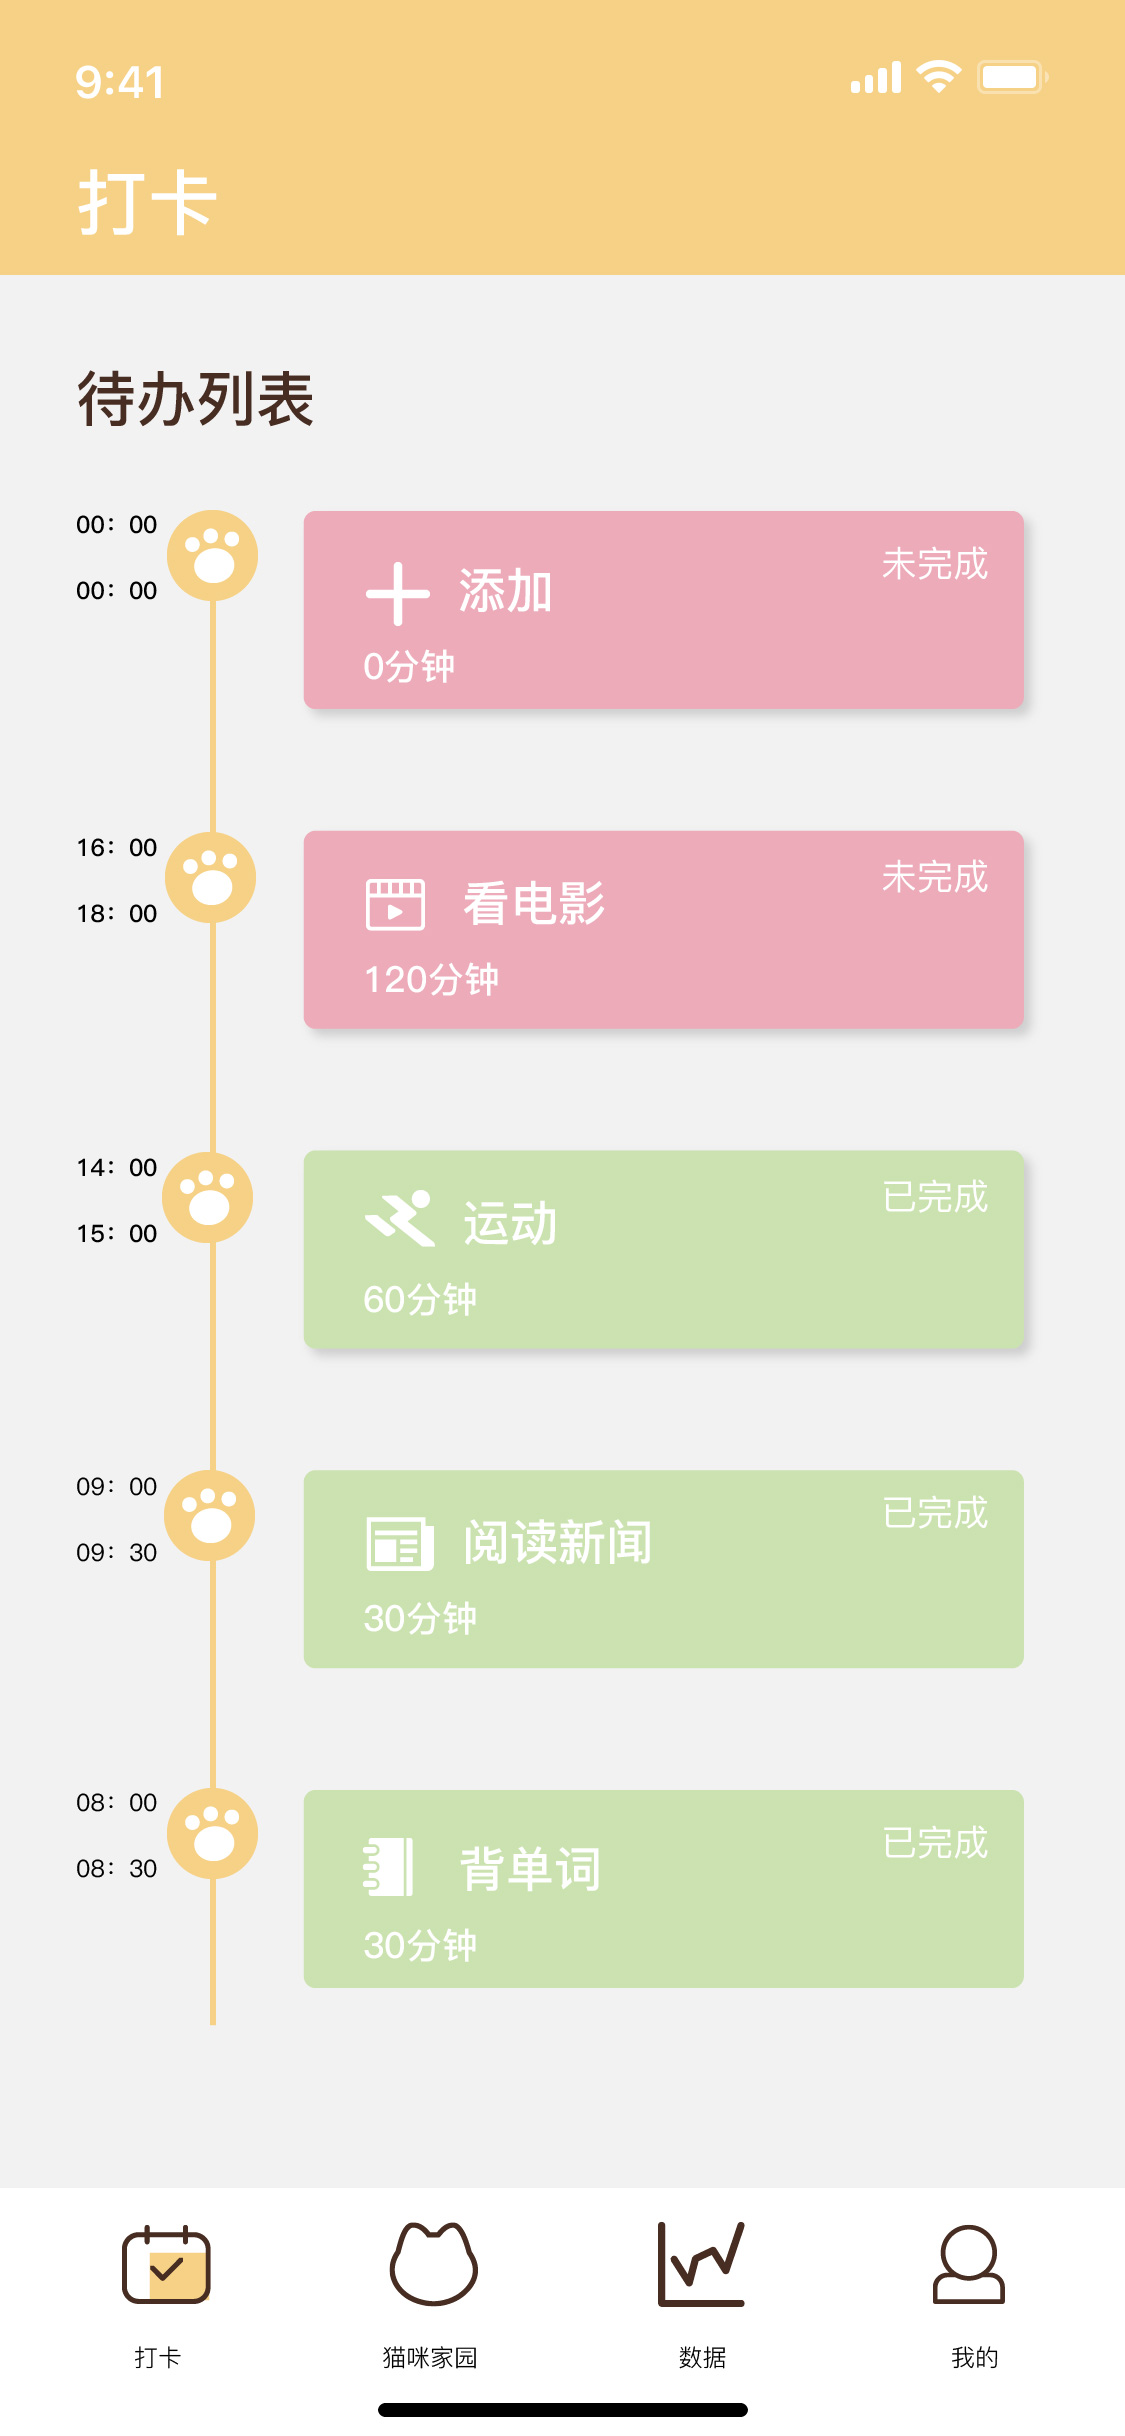 9:41
打卡
待办列表
00: 00
00: 00
添加
未完成
0分钟
16: 00
18: 00
看电影
未完成
120分钟
14: 00
15: 00
运动
已完成
60分钟
09: 00
09: 30
阅读新闻
已完成
30分钟
08: 00
08: 30
背单词
已完成
30分钟
打卡
猫咪家园
数据
我的